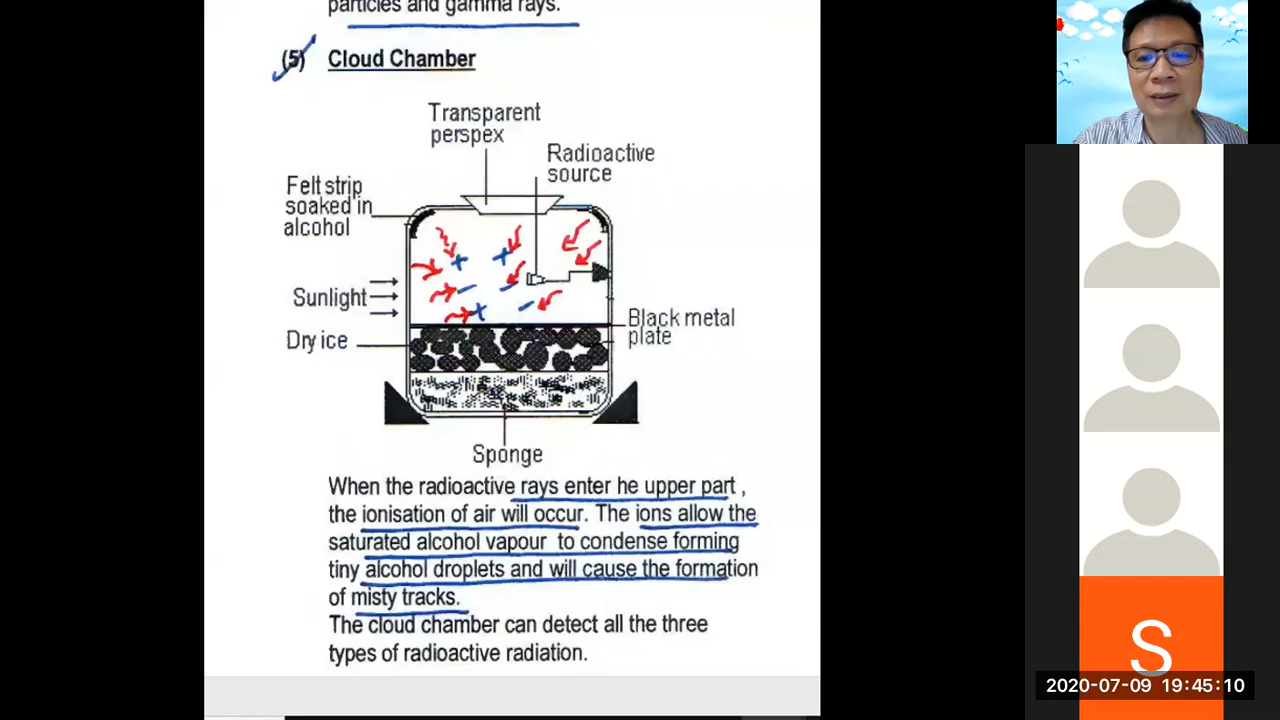 particles and gamma rays.
(5) Cloud Chamber
Transparent
perspex
Radioactive
source
Felt strip
soaked in
alcohol
Sunlight
Dry ice
Black metal
plate
Sponge
When the radioactive rays enter he upper part ,
the ionisation of air will occur. The ions allow the
saturated alcohol vapour to condense forming
tiny alcohol droplets and will cause the formation
of misty tracks.
The cloud chamber can detect all the three
types of radioactive radiation.
S
2020-07-09 19:45:10